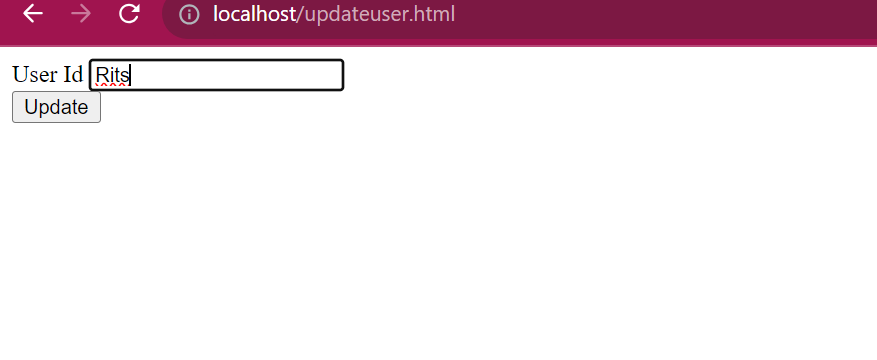 localhost/updateuser.html
User Id Rits
Update